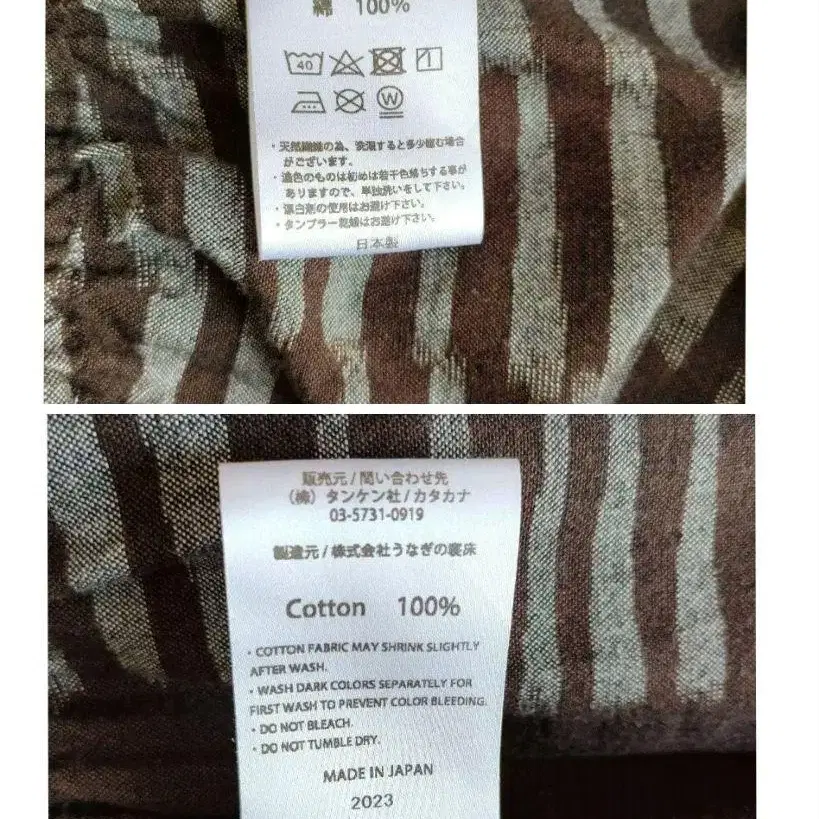 綿 100%
40
W
・天然繊維の為、洗濯すると多少縮む場合
がございます。
・濃色のものは初めは若干色落ちする事が
ありますので、単独洗いをして下さい。
・漂白剤の使用はお避け下さい。
・タンブラー乾燥はお避け下さい。
日本製
販売元/問い合わせ先
(株) タンケン社/カタカナ
03-5731-0919
製造元/株式会社うなぎの寝床
Cotton 100%
・COTTON FABRIC MAY SHRINK SLIGHTLY
AFTER WASH.
・WASH DARK COLORS SEPARATELY FOR
FIRST WASH TO PREVENT COLOR BLEEDING.
・DO NOT BLEACH.
・DO NOT TUMBLE DRY.
MADE IN JAPAN
2023